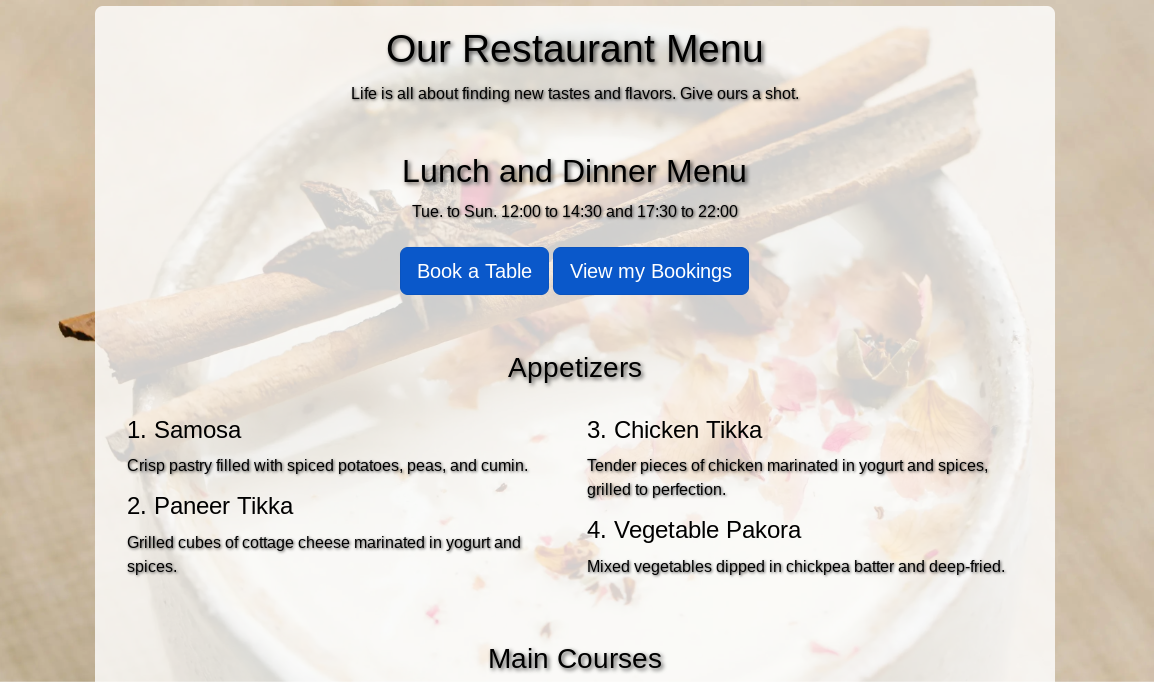 Our Restaurant Menu
Life is all about finding new tastes and flavors. Give ours a shot.
Lunch and Dinner Menu
Tue. to Sun. 12:00 to 14:30 and 17:30 to 22:00
Book a Table
View my Bookings
Appetizers
1. Samosa
Crisp pastry filled with spiced potatoes, peas, and cumin.
2. Paneer Tikka
Grilled cubes of cottage cheese marinated in yogurt and
spices.
3. Chicken Tikka
Tender pieces of chicken marinated in yogurt and spices,
grilled to perfection.
4. Vegetable Pakora
Mixed vegetables dipped in chickpea batter and deep-fried.
Main Courses